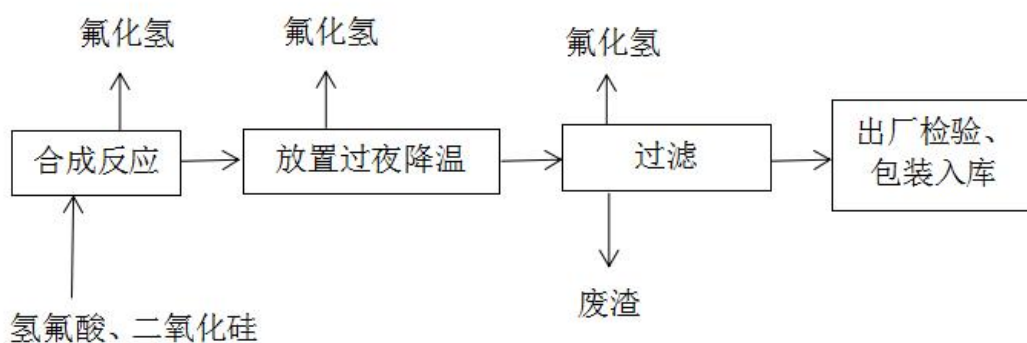 氟化氢
氟化氢
氟化氢
合成反应
放置过夜降温
过滤
出厂检验、
包装入库
废渣
氢氟酸、二氧化硅